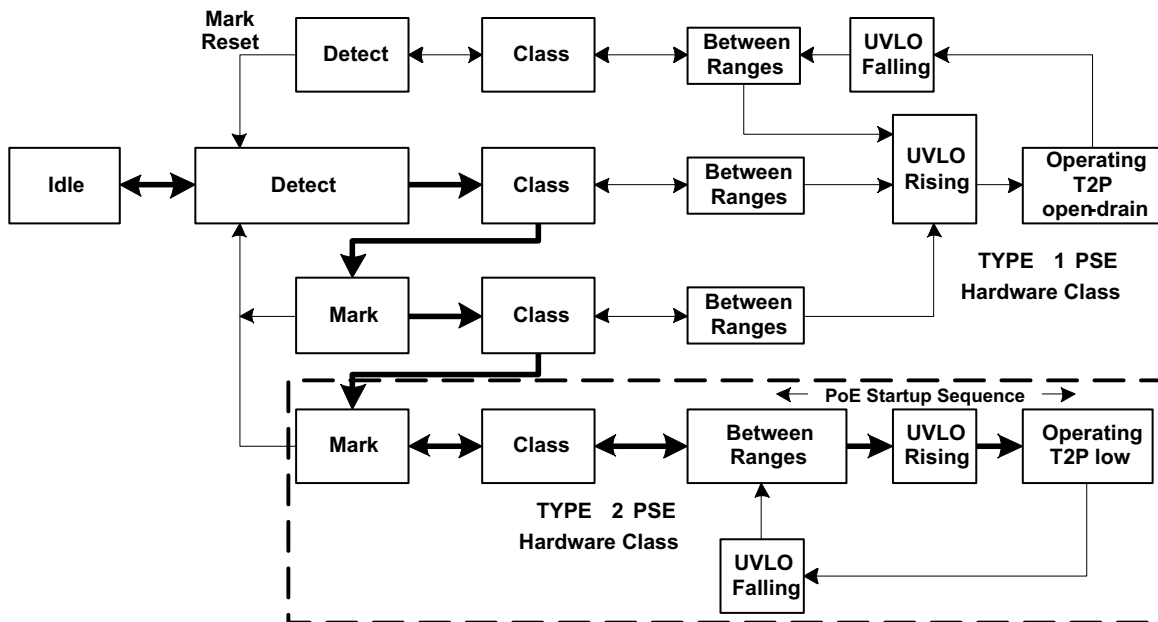 Mark
Reset
Detect
Class
Between
Ranges
UVLO
Falling
Idle
Detect
Class
Between
Ranges
UVLO
Rising
Operating
T2P
open-drain
TYPE 1 PSE
Hardware Class
Mark
Class
Between
Ranges
PoE Startup Sequence
Mark
Class
Between
Ranges
UVLO
Rising
Operating
T2P low
TYPE 2 PSE
Hardware Class
UVLO
Falling